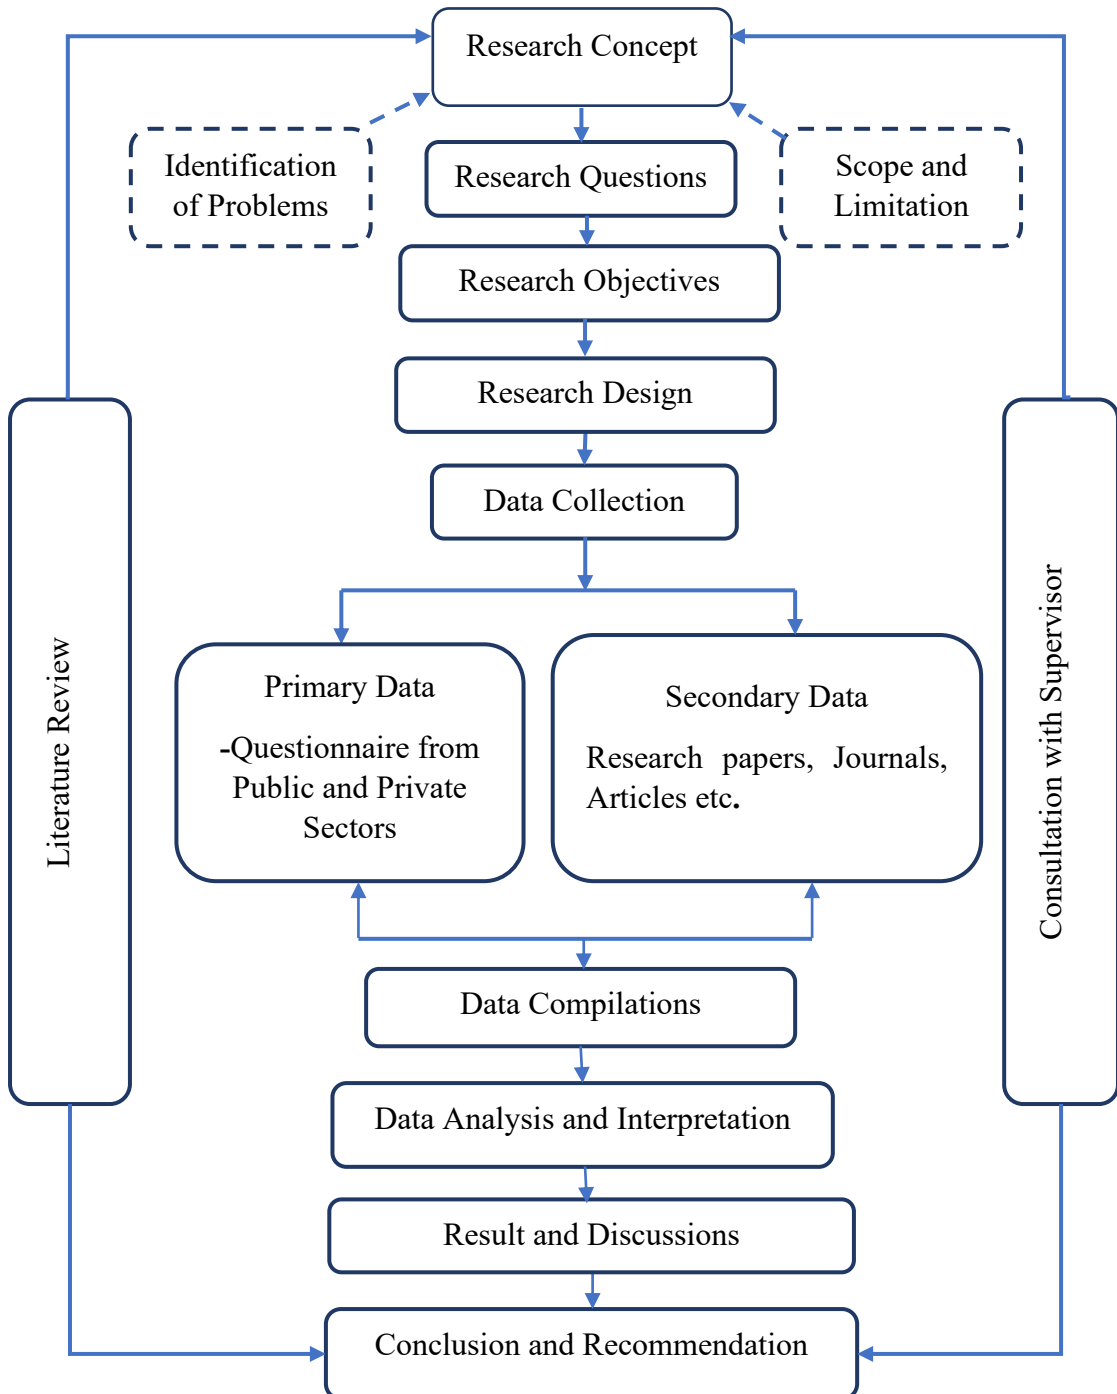 Research Concept
Identification
of Problems
Research Questions
Scope and
Limitation
Research Objectives
Research Design
Data Collection
Literature Review
Consultation with Supervisor
Primary Data
-Questionnaire from
Public and Private
Sectors
Secondary Data
Research papers, Journals,
Articles etc.
Data Compilations
Data Analysis and Interpretation
Result and Discussions
Conclusion and Recommendation